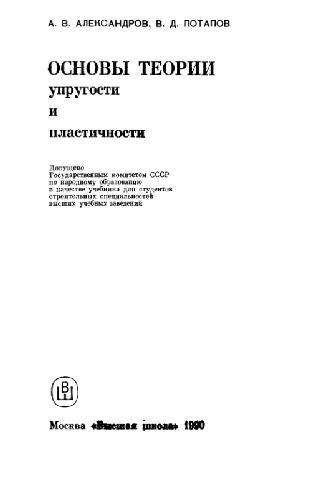 А. В. АЛЕКСАНДРОВ, В. Д. ПОТАПОВ
ОСНОВЫ ТЕОРИИ
упругости
и
пластичности
Допущено
Государственным комитетом СССР
по народному образованию
в качестве учебника для студентов
строительных специальностей
высших учебных заведений
ВШ
Москва «Высшая школа» 1990